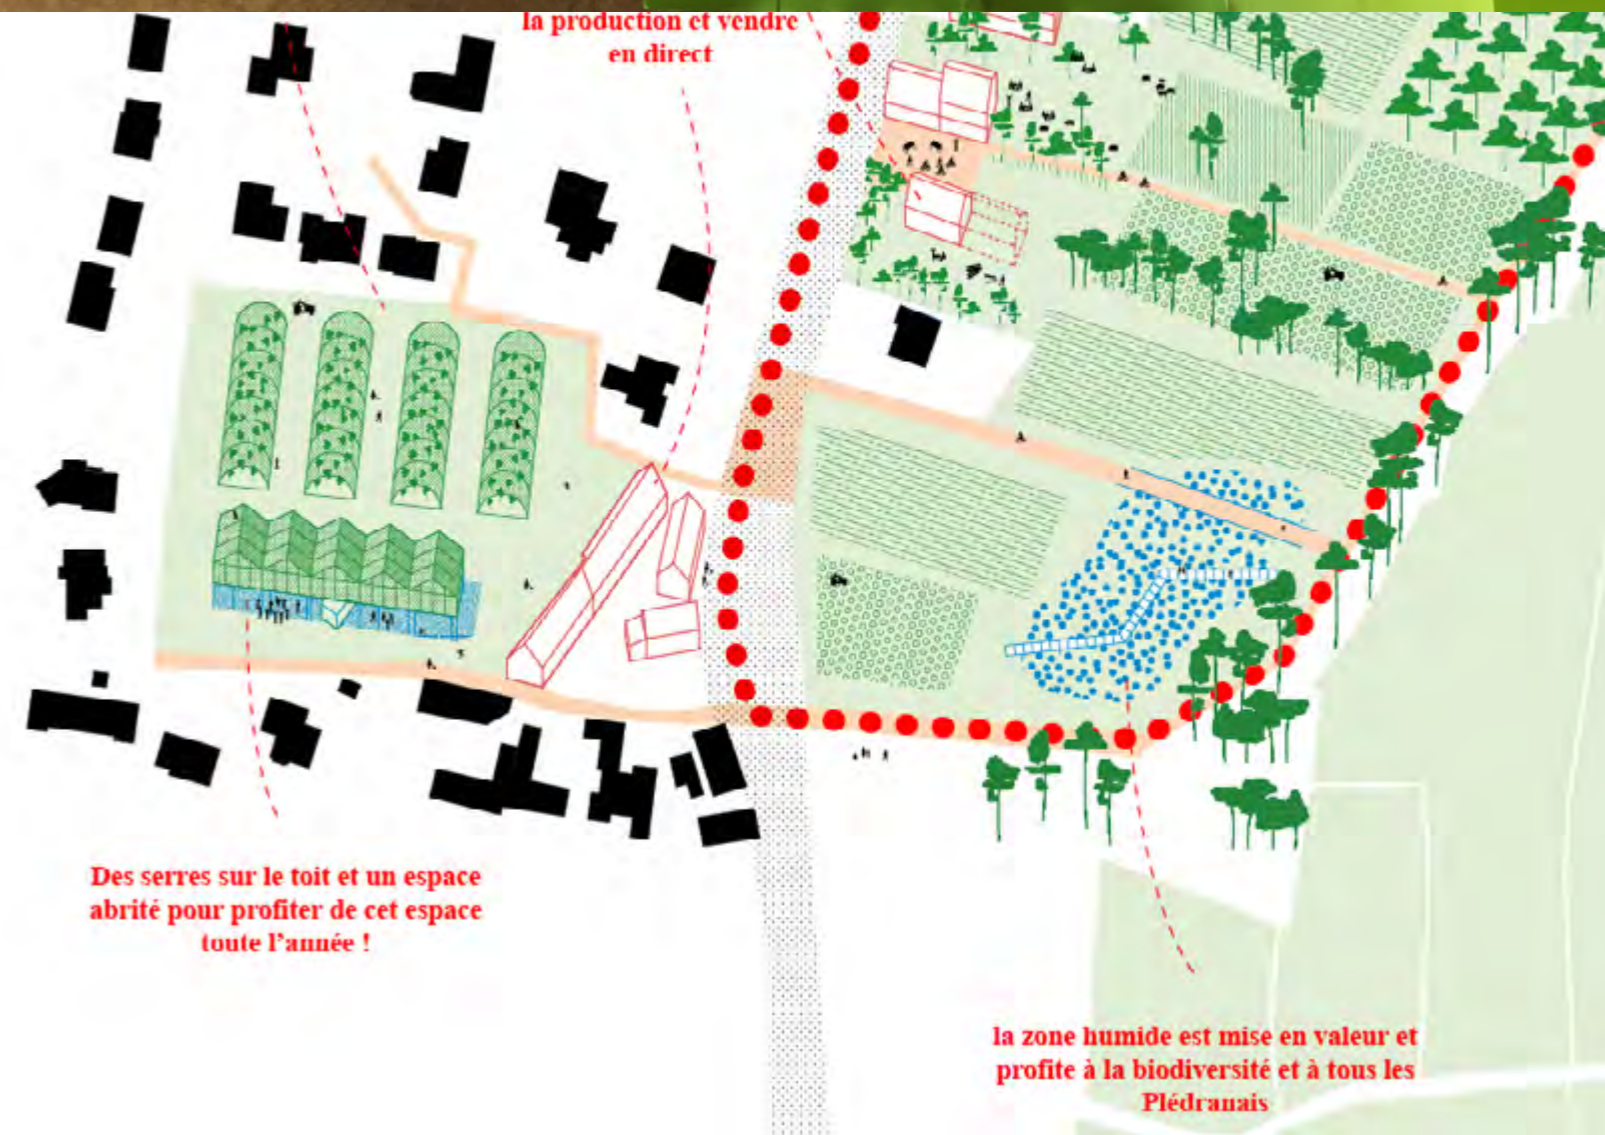 la production et vendre
en direct
Des serres sur le toit et un espace
abrité pour profiter de cet espace
toute l'année !
la zone humide est mise en valeur et
profite à la biodiversité et à tous les
Plédranais